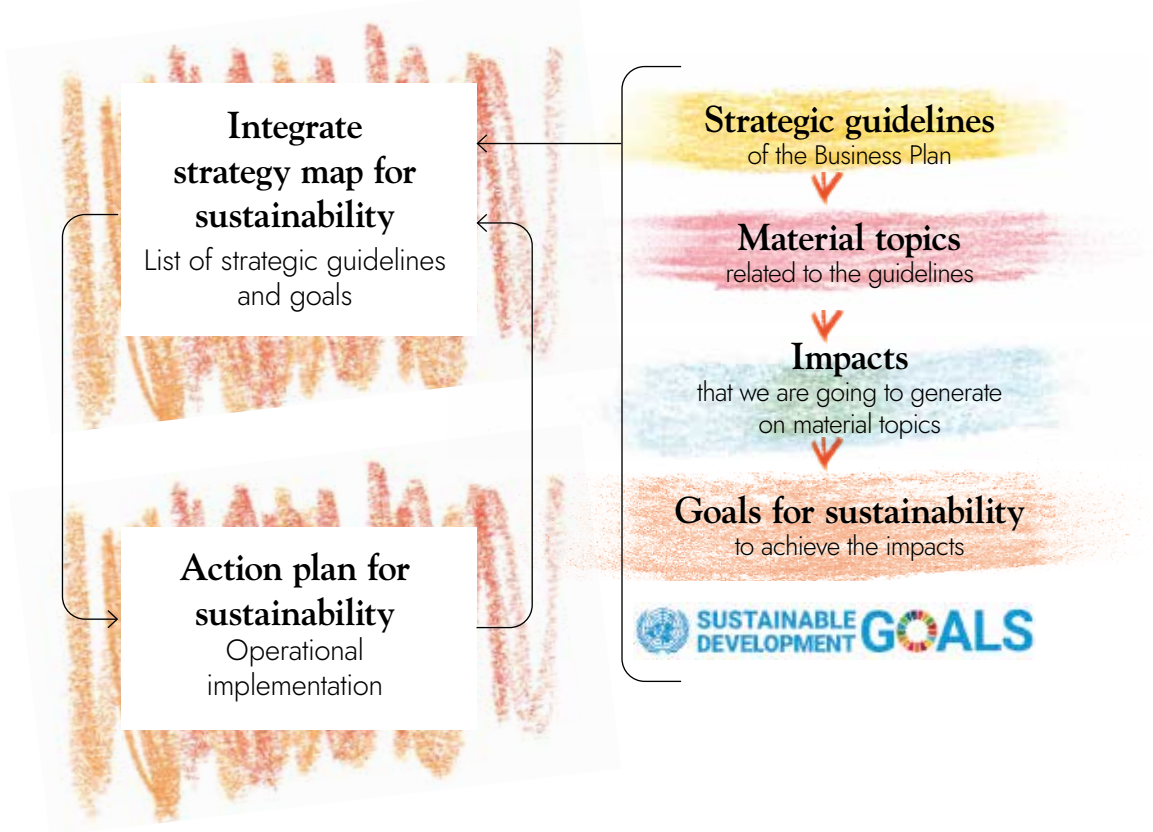 Integrate
strategy map for
sustainability
List of strategic guidelines
and goals
Action plan for
sustainability
Operational
implementation
Strategic guidelines
of the Business Plan
Material topics
related to the guidelines
Impacts
that we are going to generate
on material topics
Goals for sustainability
to achieve the impacts
SUSTAINABLE
DEVELOPMENT
GOALS